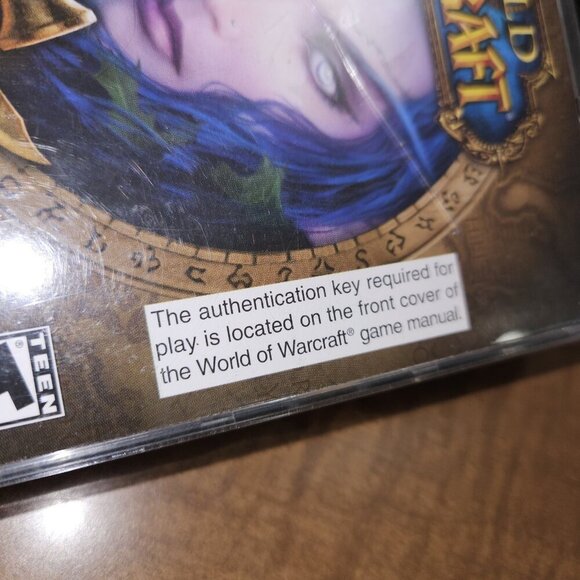 The authentication key required for
play is located on the front cover of
the World of Warcraft® game manual.
TEEN